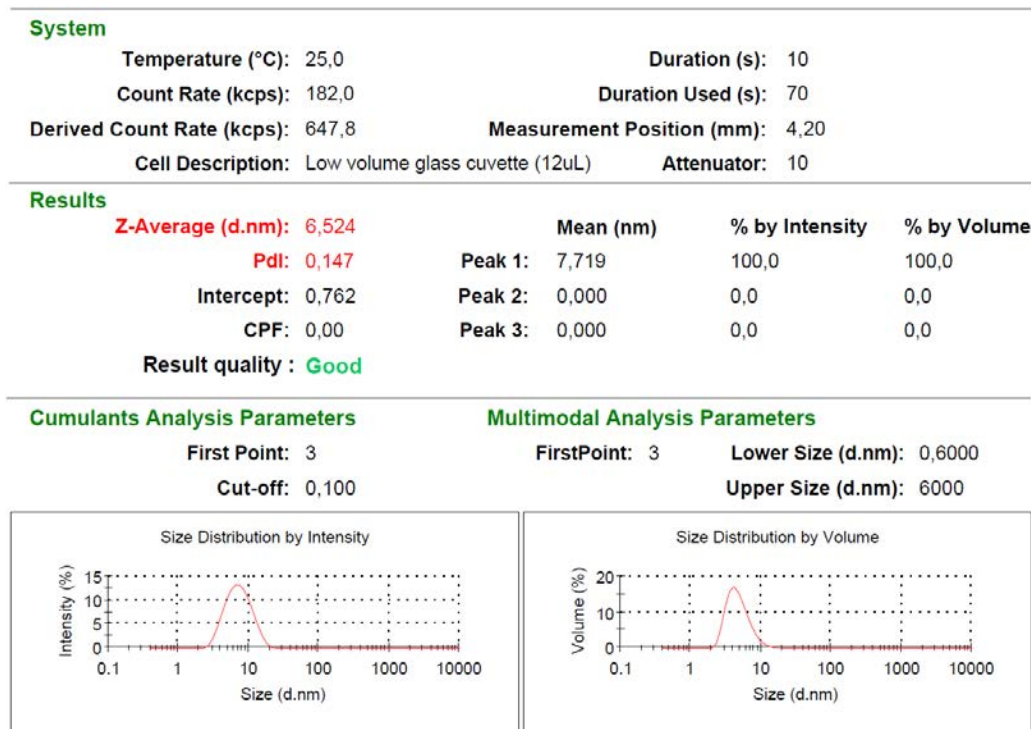 System
Temperature (°C): 25,0 Duration (s): 10
Count Rate (kcps): 182,0 Duration Used (s): 70
Derived Count Rate (kcps): 647,8 Measurement Position (mm): 4,20
Cell Description: Low volume glass cuvette (12uL) Attenuator: 10
Results
Z-Average (d.nm): 6,524 Mean (nm) % by Intensity % by Volume
PdI: 0,147 Peak 1: 7,719 100,0 100,0
Intercept: 0,762 Peak 2: 0,000 0,0 0,0
CPF: 0,00 Peak 3: 0,000 0,0 0,0
Result quality : Good
Cumulants Analysis Parameters Multimodal Analysis Parameters
First Point: 3 FirstPoint: 3 Lower Size (d.nm): 0,6000
Cut-off: 0,100 Upper Size (d.nm): 6000
Size Distribution by Intensity
Intensity (%)
15
10
5
0
0.1 1 10 100 1000 10000
Size (d.nm)
Size Distribution by Volume
Volume (%)
20
10
0
0.1 1 10 100 1000 10000
Size (d.nm)